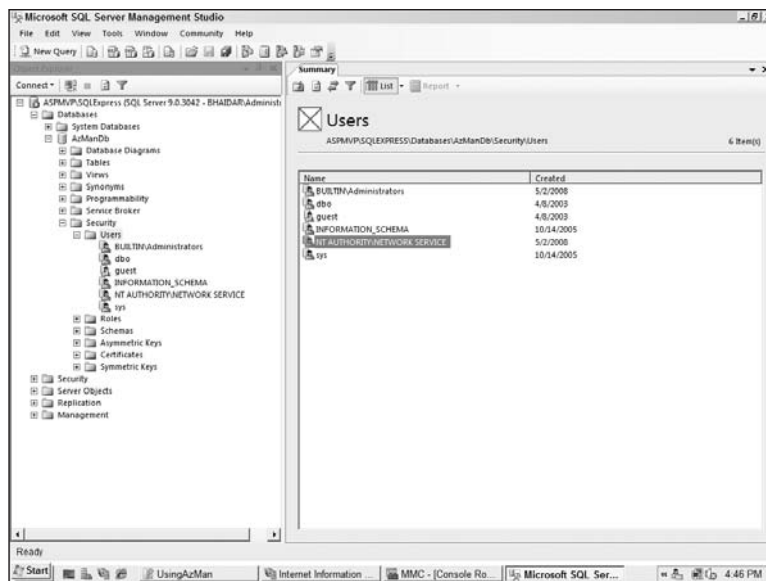 Microsoft SQL Server Management Studio
File Edit View Tools Window Community Help
New Query
Object Explorer
Connect
ASPMVP\SQLExpress (SQL Server 9.0.3042 - BHAIDAR\Administ
Databases
System Databases
AzManDb
Database Diagrams
Tables
Views
Synonyms
Programmability
Service Broker
Security
Users
BUILTIN\Administrators
dbo
guest
INFORMATION_SCHEMA
NT AUTHORITY\NETWORK SERVICE
sys
Roles
Schemas
Asymmetric Keys
Certificates
Symmetric Keys
Security
Server Objects
Replication
Management
Summary
List Report
Users
ASPMVP\SQLEXPRESS\Databases\AzManDb\Security\Users 6 Item(s)
Name Created
BUILTIN\Administrators 5/2/2008
dbo 4/8/2003
guest 4/8/2003
INFORMATION_SCHEMA 10/14/2005
NT AUTHORITY\NETWORK SERVICE 5/2/2008
sys 10/14/2005
Ready
Start UsingAzMan Internet Information ... MMC - [Console Ro... Microsoft SQL Ser... 4:46 PM